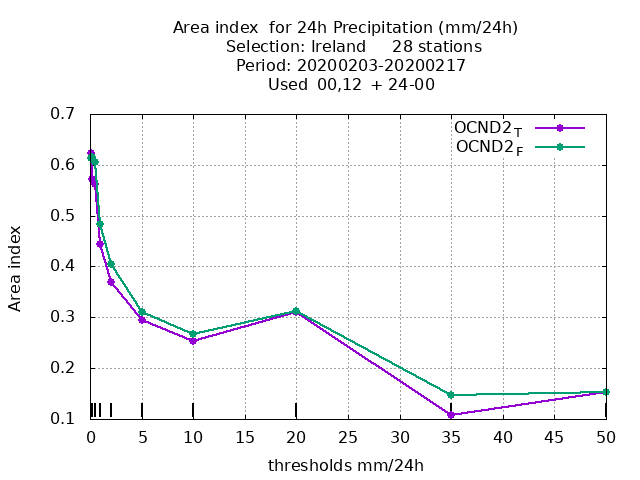 Area index  for 24h Precipitation (mm/24h)
Selection: Ireland     28 stations
Period: 20200203-20200217
Used  00,12  + 24-00
OCND2T
OCND2F
0.7
0.6
0.5
0.4
0.3
0.2
0.1
Area index
0 5 10 15 20 25 30 35 40 45 50
thresholds mm/24h